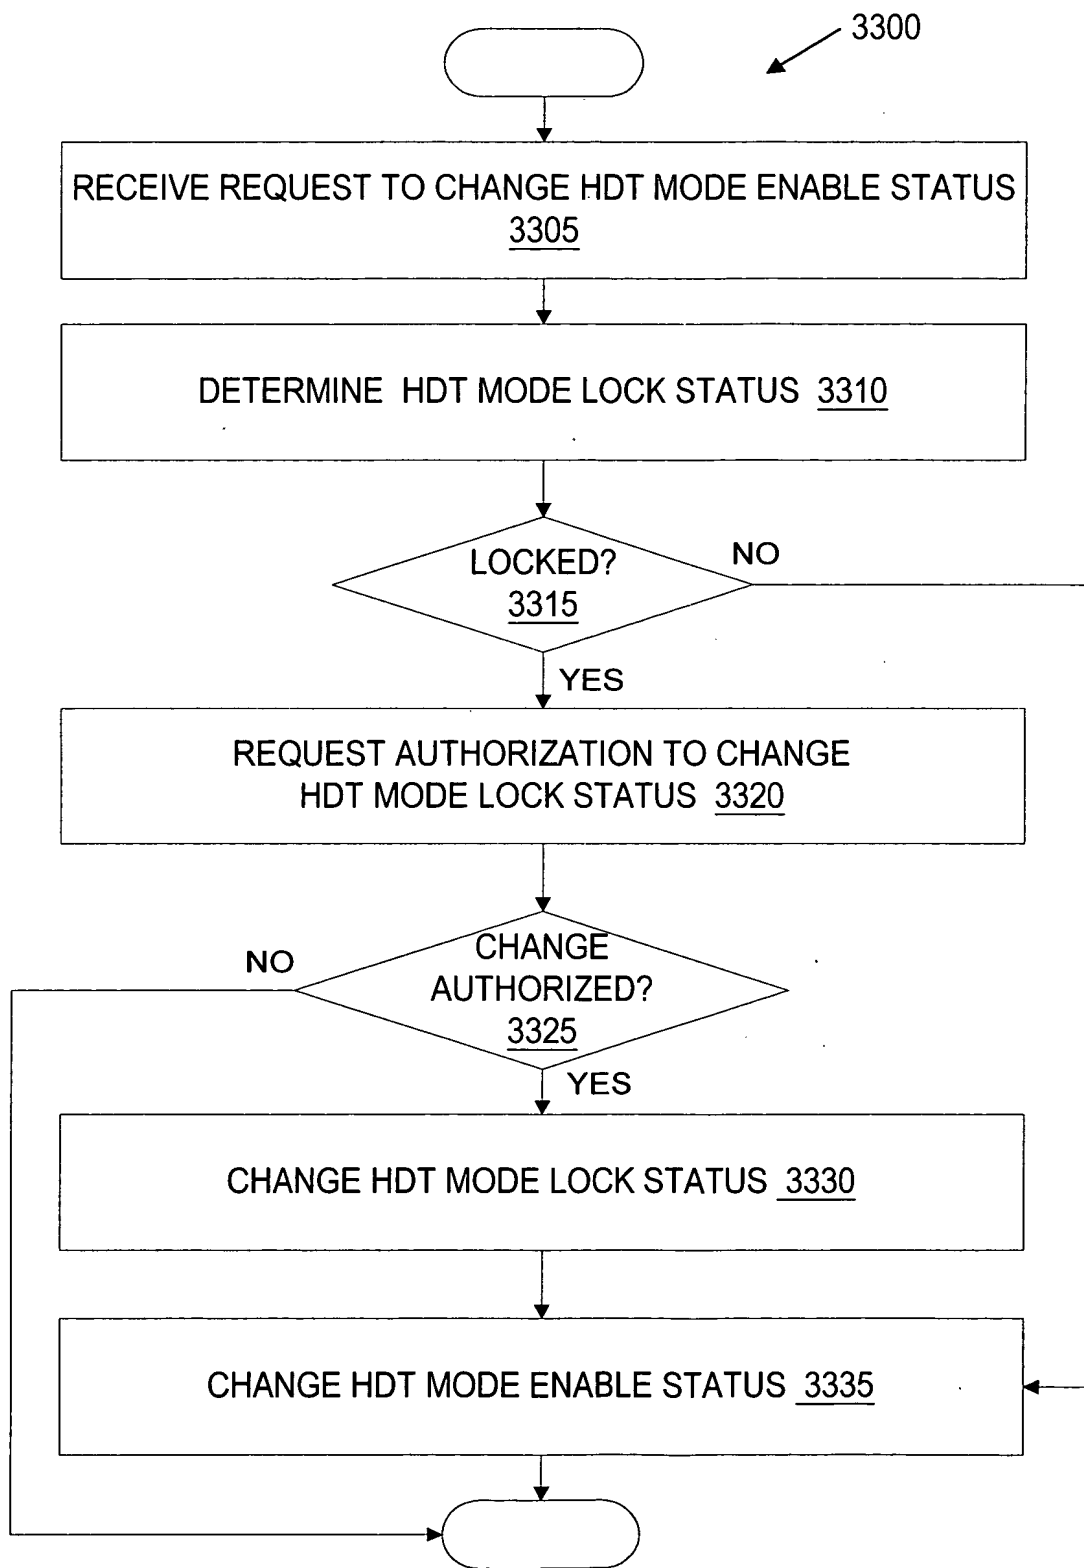 3300
RECEIVE REQUEST TO CHANGE HDT MODE ENABLE STATUS
3305
DETERMINE HDT MODE LOCK STATUS 3310
LOCKED?
3315
NO
YES
REQUEST AUTHORIZATION TO CHANGE
HDT MODE LOCK STATUS 3320
NO
CHANGE
AUTHORIZED?
3325
YES
CHANGE HDT MODE LOCK STATUS 3330
CHANGE HDT MODE ENABLE STATUS 3335